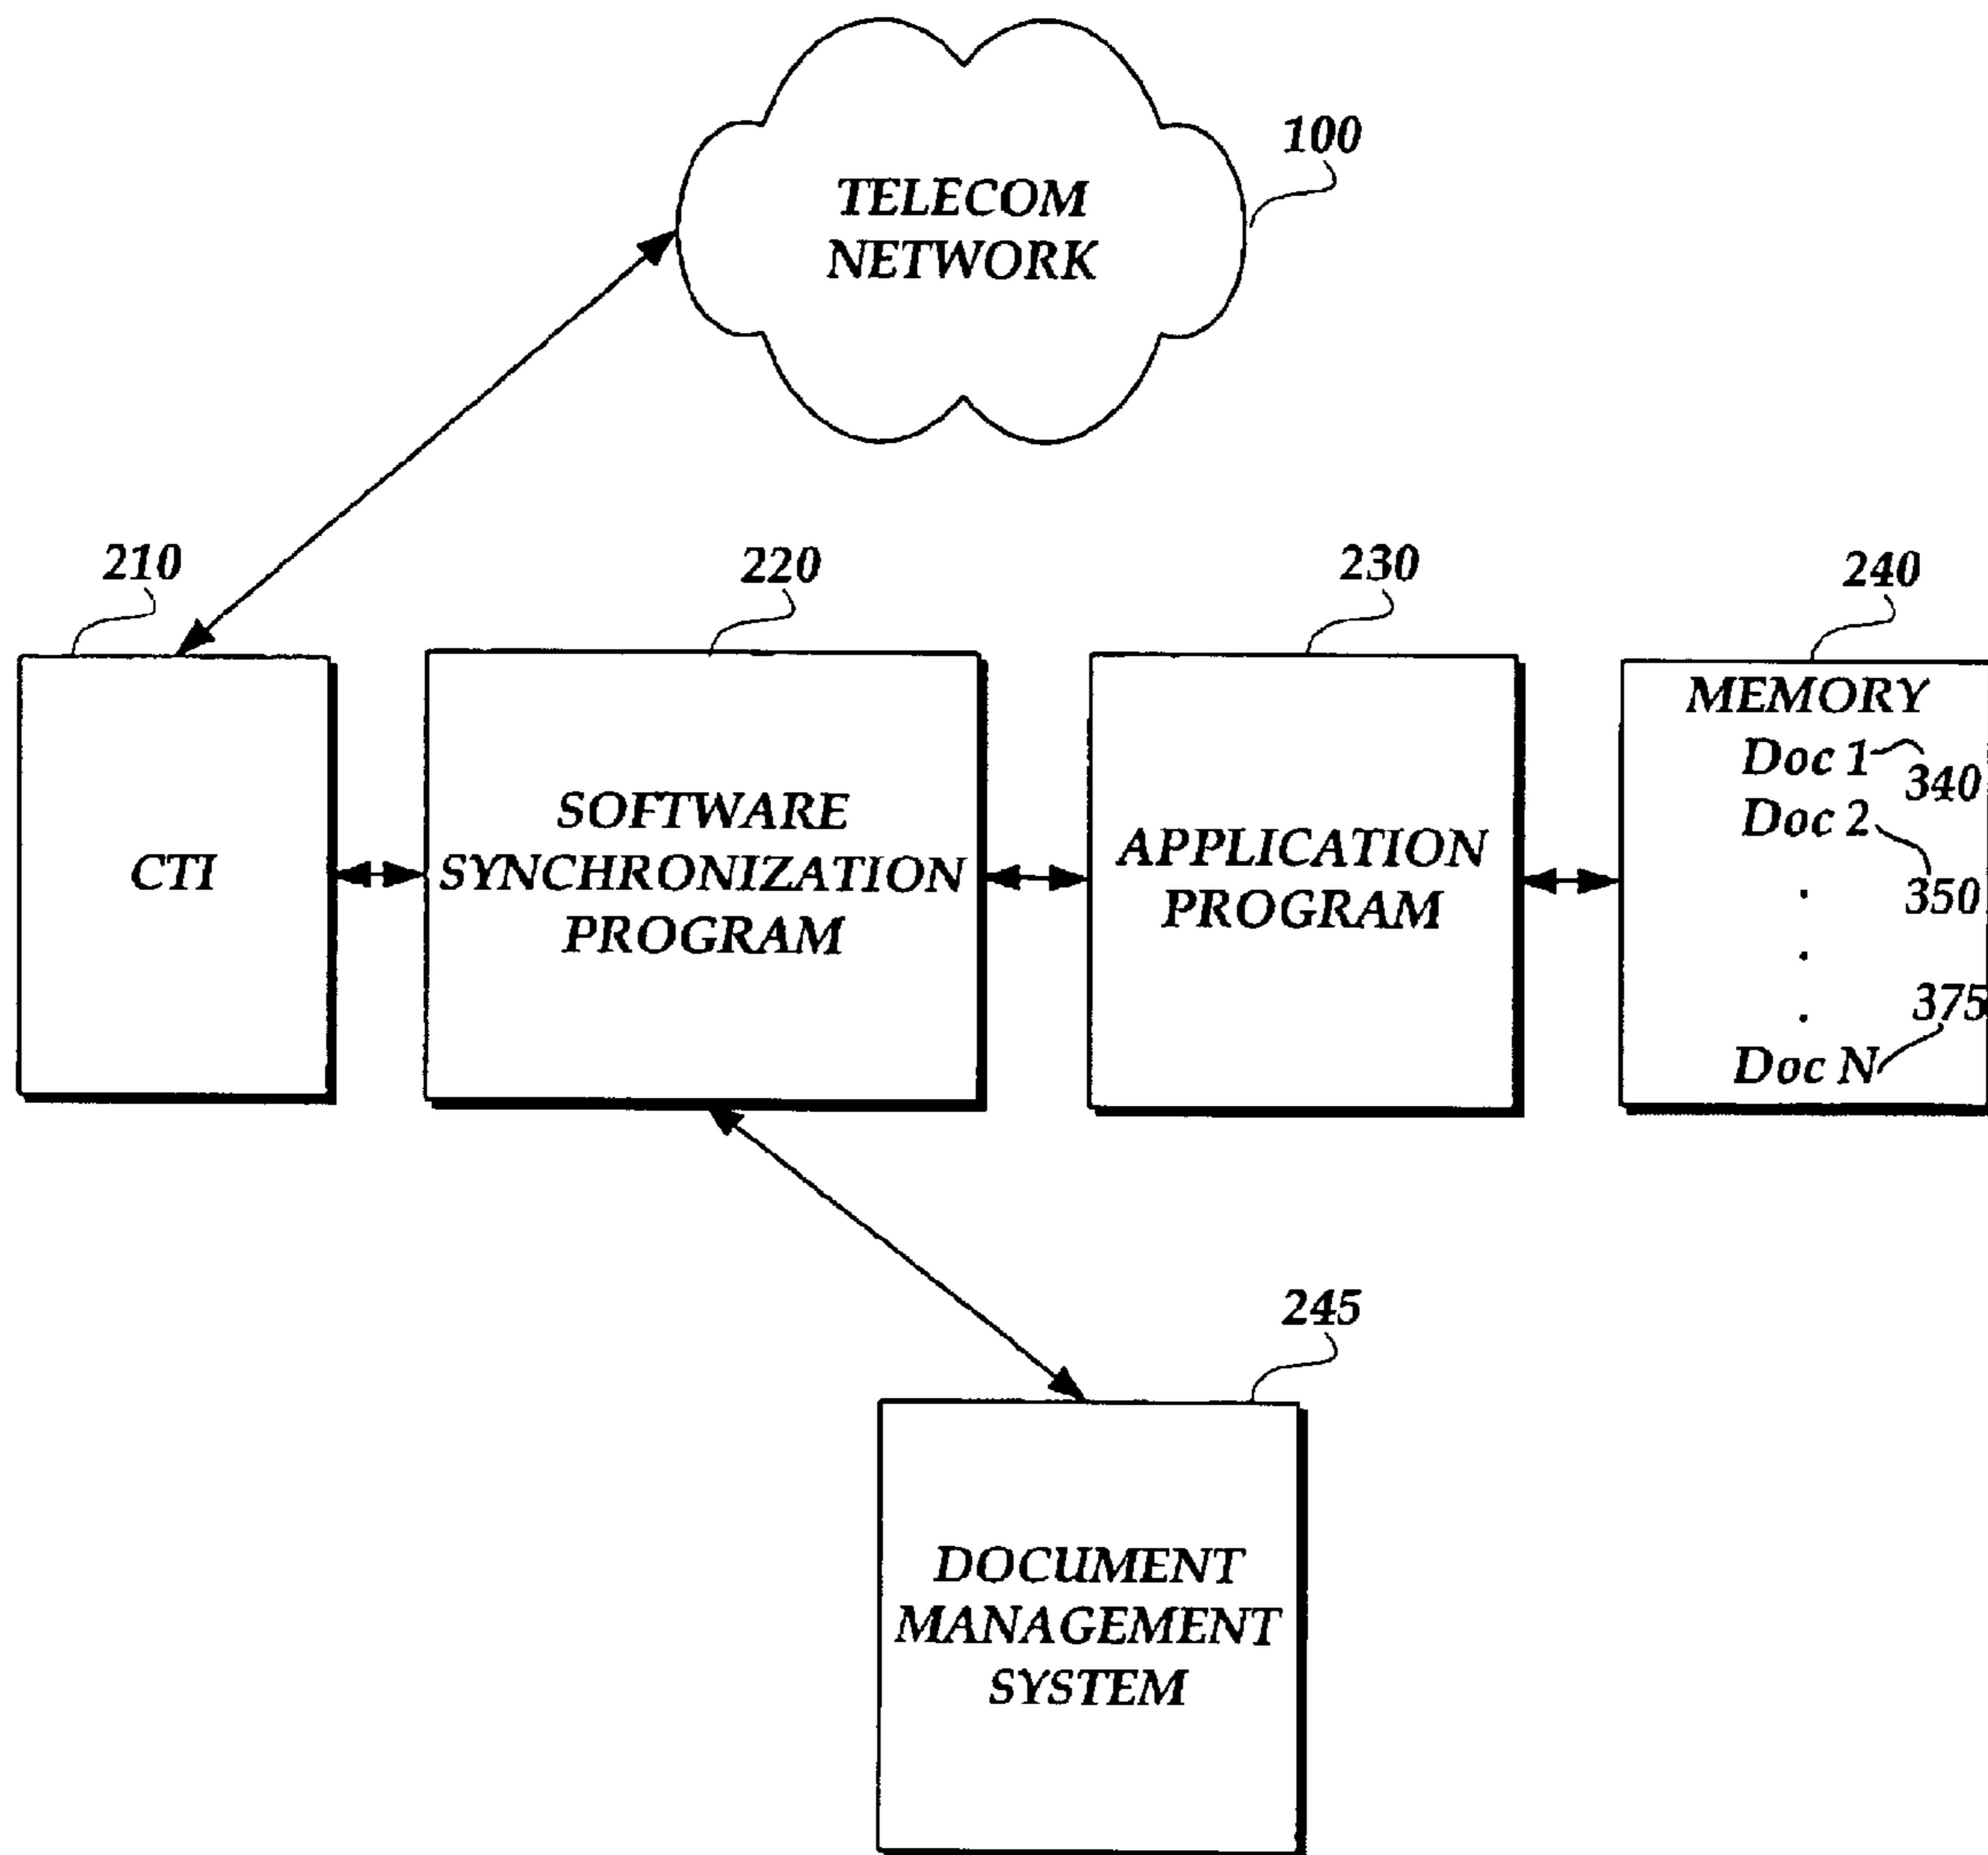 100
TELECOM
NETWORK
210
220
230
240
CTI
SOFTWARE
SYNCHRONIZATION
PROGRAM
APPLICATION
PROGRAM
MEMORY
Doc 1
340
Doc 2
350
.
.
.
375
Doc N
245
DOCUMENT
MANAGEMENT
SYSTEM